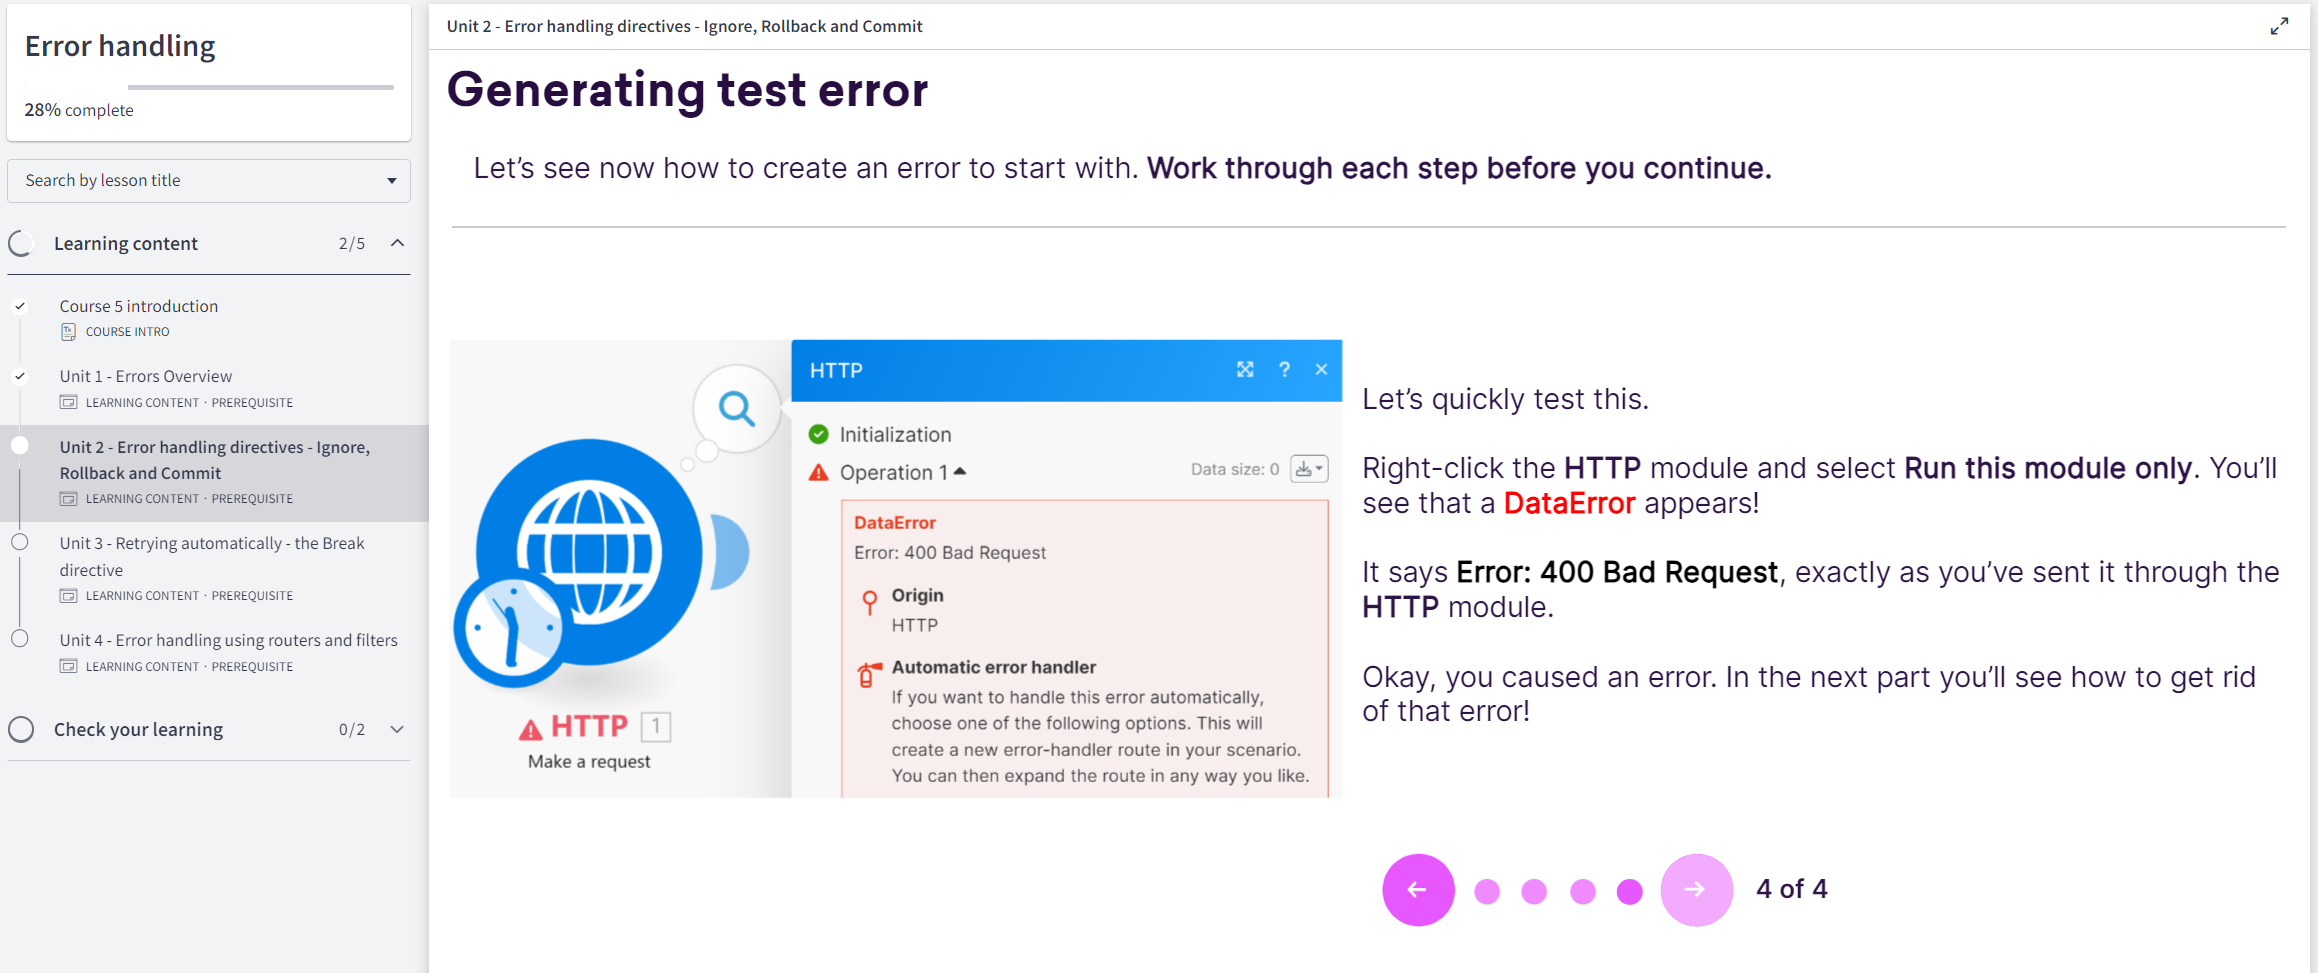 Error handling
28% complete
Search by lesson title
Learning content 2/5
Course 5 introduction
COURSE INTRO
Unit 1 - Errors Overview
LEARNING CONTENT · PREREQUISITE
Unit 2 - Error handling directives - Ignore,
Rollback and Commit
LEARNING CONTENT · PREREQUISITE
Unit 3 - Retrying automatically - the Break
directive
LEARNING CONTENT · PREREQUISITE
Unit 4 - Error handling using routers and filters
LEARNING CONTENT · PREREQUISITE
Check your learning 0/2
Unit 2 - Error handling directives - Ignore, Rollback and Commit
Generating test error
Let’s see now how to create an error to start with. Work through each step before you continue.
HTTP 1
Make a request
HTTP ?
Initialization
Operation 1 Data size: 0
DataError
Error: 400 Bad Request
Origin
HTTP
Automatic error handler
If you want to handle this error automatically,
choose one of the following options. This will
create a new error-handler route in your scenario.
You can then expand the route in any way you like.
Let’s quickly test this.
Right-click the HTTP module and select Run this module only. You’ll
see that a DataError appears!
It says Error: 400 Bad Request, exactly as you’ve sent it through the
HTTP module.
Okay, you caused an error. In the next part you’ll see how to get rid
of that error!
4 of 4